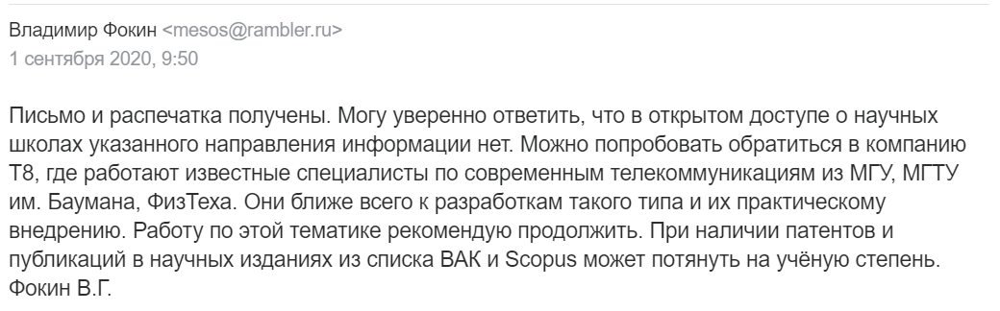 Владимир Фокин <mesos@rambler.ru>
1 сентября 2020, 9:50
Письмо и распечатка получены. Могу уверенно ответить, что в открытом доступе о научных
школах указанного направления информации нет. Можно попробовать обратиться в компанию
Т8, где работают известные специалисты по современным телекоммуникациям из МГУ, МГТУ
им. Баумана, ФизТеха. Они ближе всего к разработкам такого типа и их практическому
внедрению. Работу по этой тематике рекомендую продолжить. При наличии патентов и
публикаций в научных изданиях из списка ВАК и Scopus может потянуть на учёную степень.
Фокин В.Г.